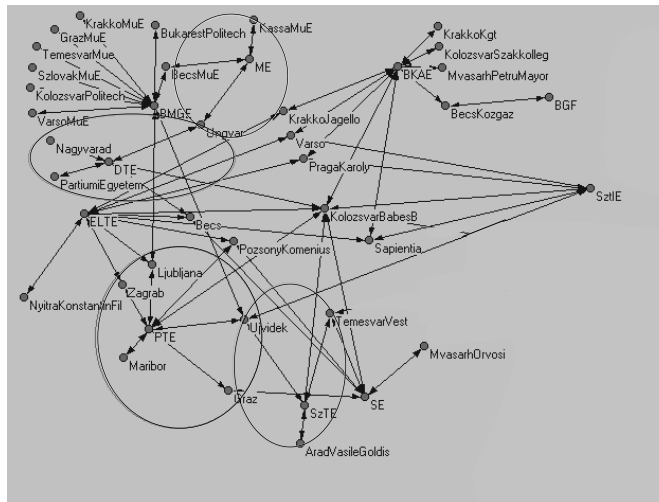 KrakkoMuE
GrazMuE
TemesvarMue
SzlovakMuE
KolozsvarPolitech
VarsoMuE
BukarestPolitech
KassaMuE
BecsMuE
ME
BMGE
Ungvar
KrakkoKgt
KolozsvarSzakkolleg
BKAE
MvasarhPetruMayor
BGF
BecsKozgaz
KrakkoJagello
Varso
PragaKaroly
Nagyvarad
DTE
PartiumiEgyetem
SztIE
ELTE
Becs
KolozsvarBabesB
PozsonyKomenius
Sapientia
Ljubljana
Zagrab
NyitraKonstantinFil
PTE
Ujvidek
TemesvarVest
Maribor
MvasarhOrvosi
Graz
SzTE
SE
AradVasileGoldis